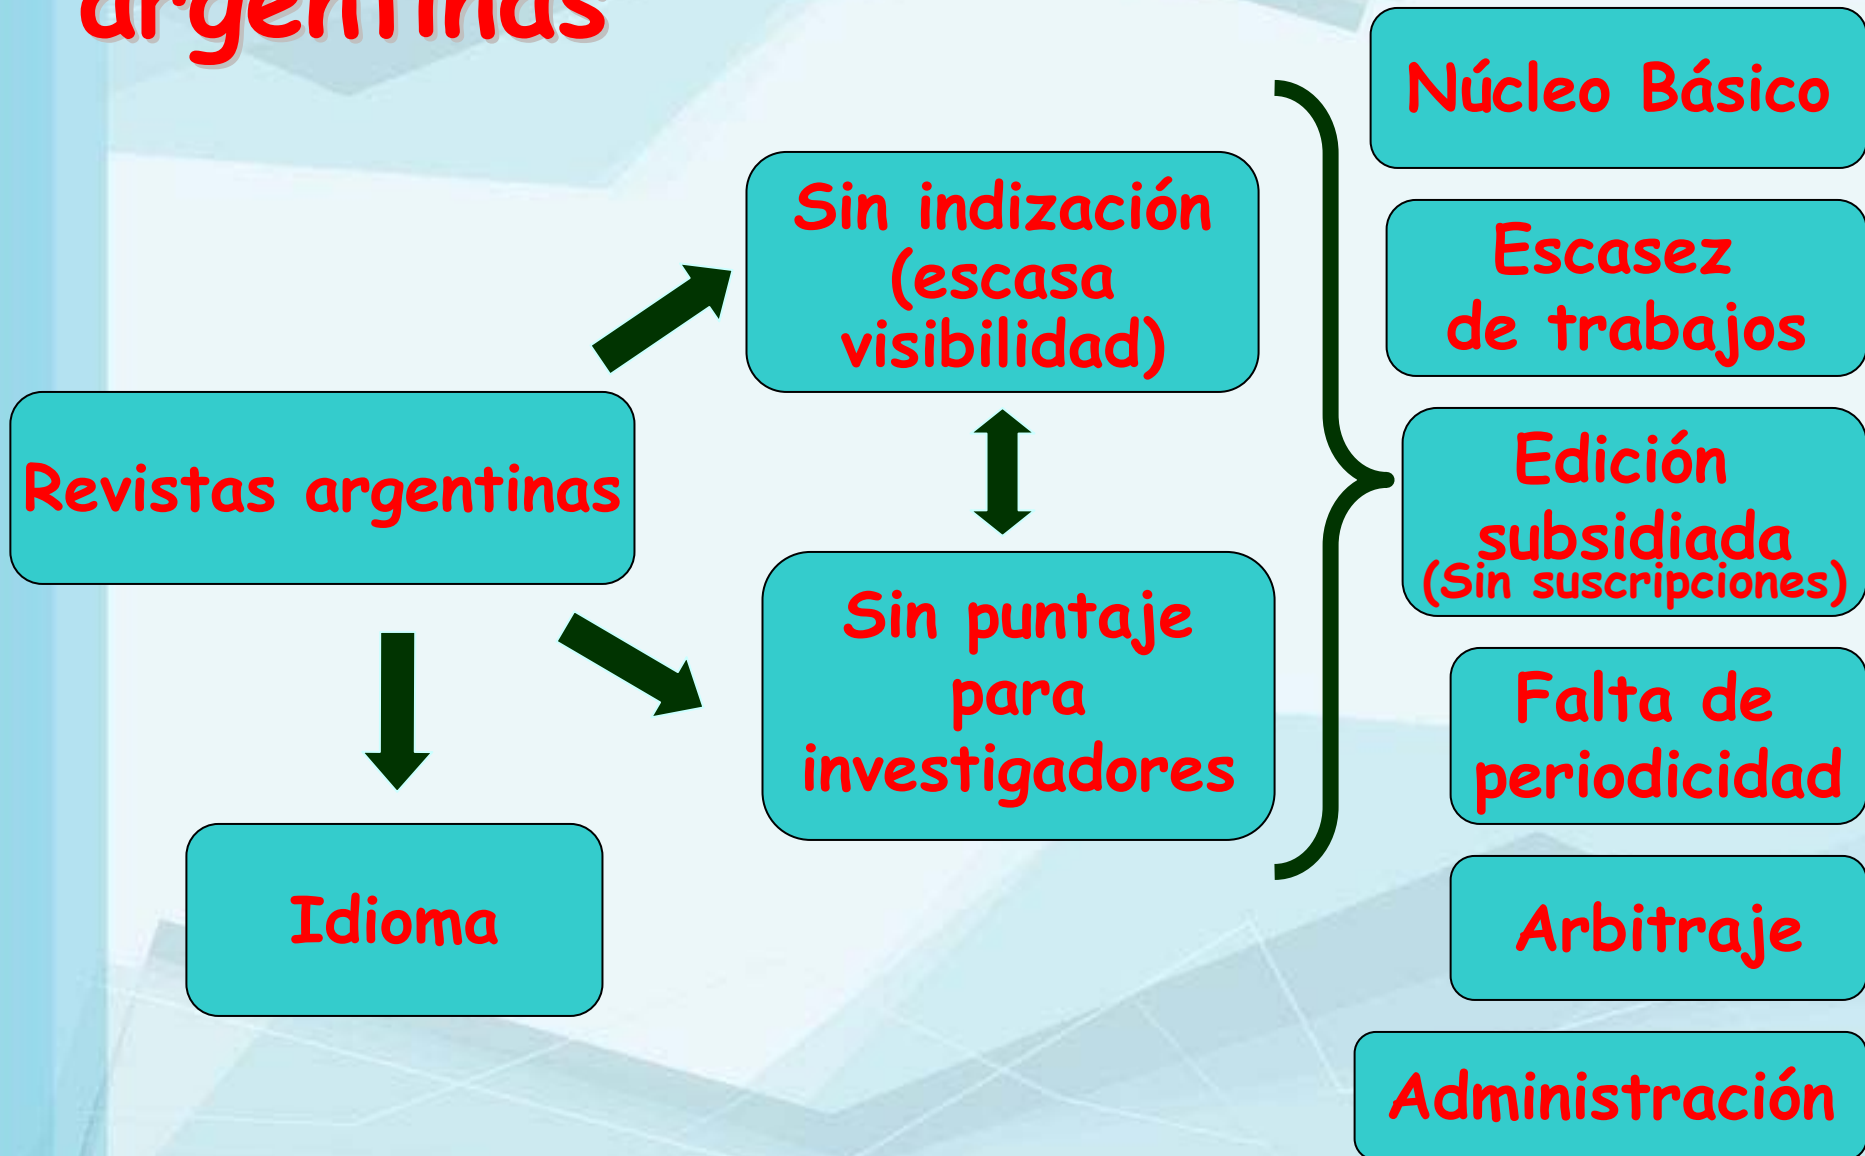 argentinas
Revistas argentinas
Idioma
Sin indización
(escasa
visibilidad)
Sin puntaje
para
investigadores
Núcleo Básico
Escasez
de trabajos
Edición
subsidiada
(Sin suscripciones)
Falta de
periodicidad
Arbitraje
Administración